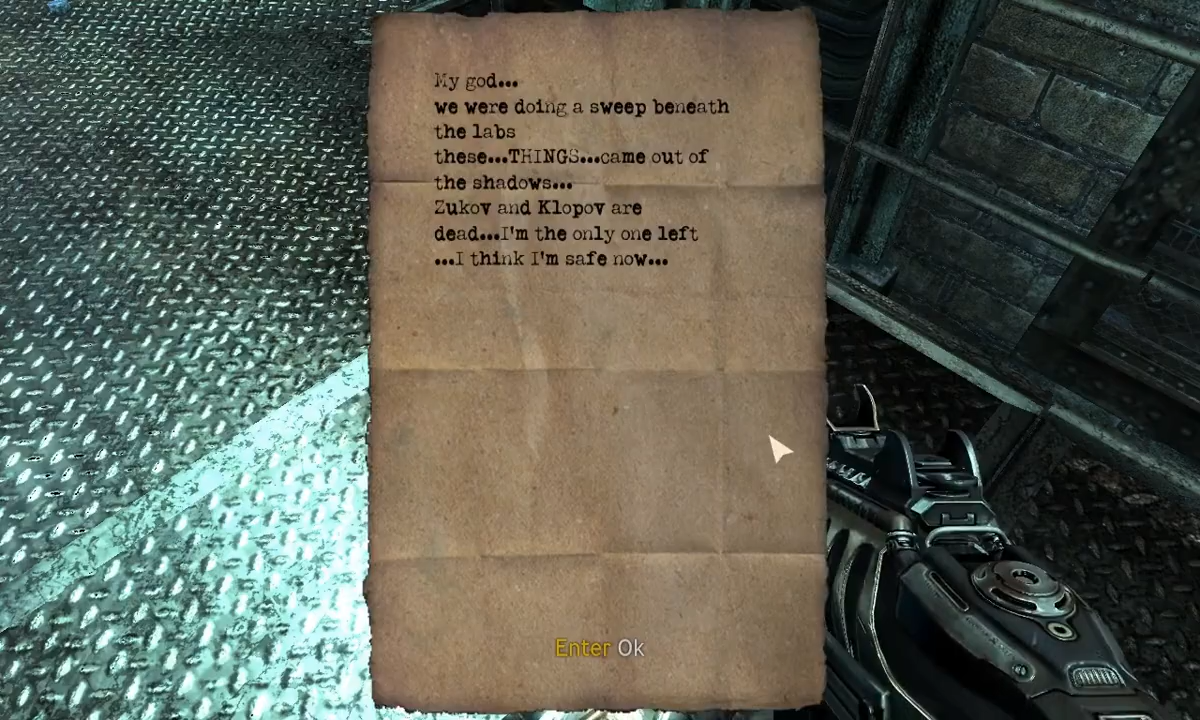 My god...
we were doing a sweep beneath
the labs
these...THINGS...came out of
the shadows...
Zukov and Klopov are
dead...I'm the only one left
...I think I'm safe now...
Enter Ok